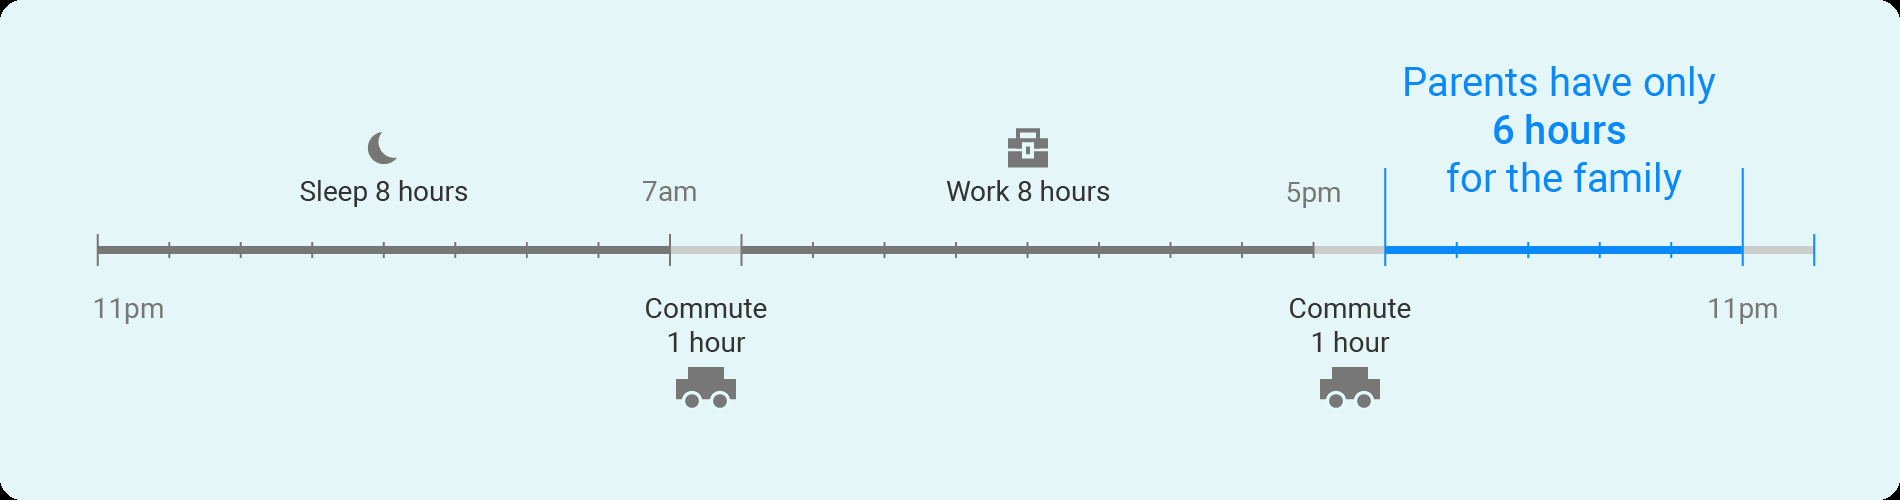 Parents have only
6 hours
for the family
Sleep 8 hours
7am
Work 8 hours
5pm
11pm
Commute
1 hour
Commute
1 hour
11pm